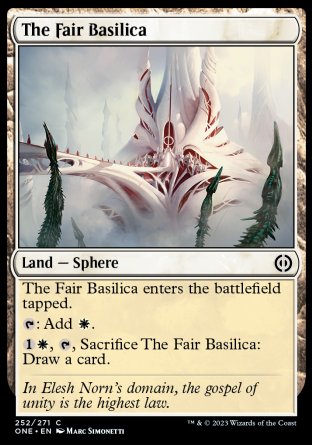 The Fair Basilica
Land — Sphere
The Fair Basilica enters the battlefield
tapped.
: Add .
1 , , Sacrifice The Fair Basilica:
Draw a card.
In Elesh Norn's domain, the gospel of
unity is the highest law.
252/271 C
ONE • EN Marc Simonetti
™ & © 2023 Wizards of the Coast